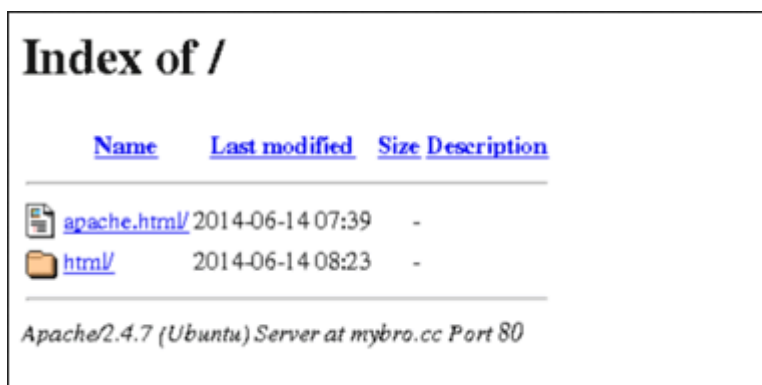 Index of /
Name Last modified Size Description
apache.html/ 2014-06-14 07:39 -
html/ 2014-06-14 08:23 -
Apache/2.4.7 (Ubuntu) Server at mybro.cc Port 80